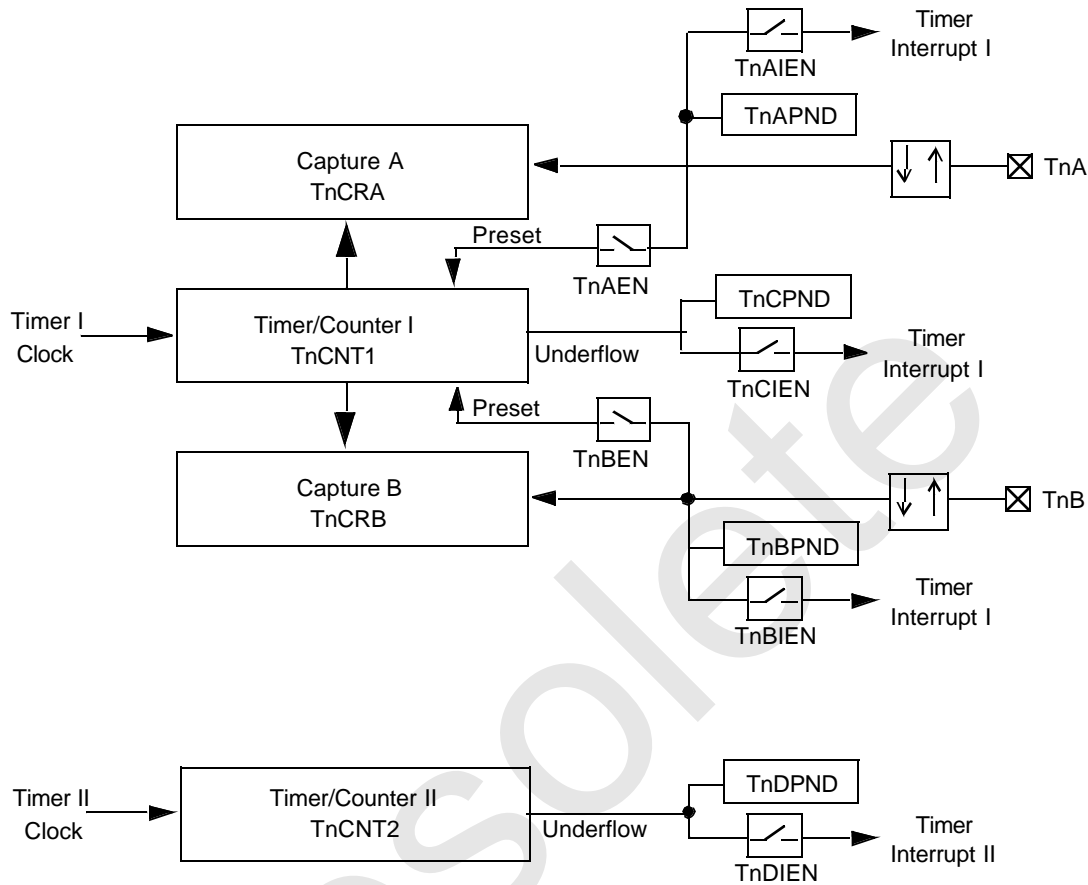 Timer
Interrupt I
TnAIEN
TnAPND
Capture A
TnCRA
TnA
Preset
TnAEN
TnCPND
Timer I
Clock
Timer/Counter I
TnCNT1
Underflow
Timer
Interrupt I
TnCIEN
Preset
TnBEN
Capture B
TnCRB
TnB
TnBPND
Timer
Interrupt I
TnBIEN
TnDPND
Timer II
Clock
Timer/Counter II
TnCNT2
Underflow
Timer
Interrupt II
TnDIEN
solete